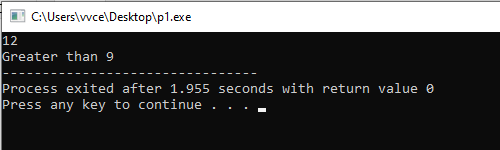 C:\Users\vvce\Desktop\p1.exe
12
Greater than 9
--------------------------------
Process exited after 1.955 seconds with return value 0
Press any key to continue . . .